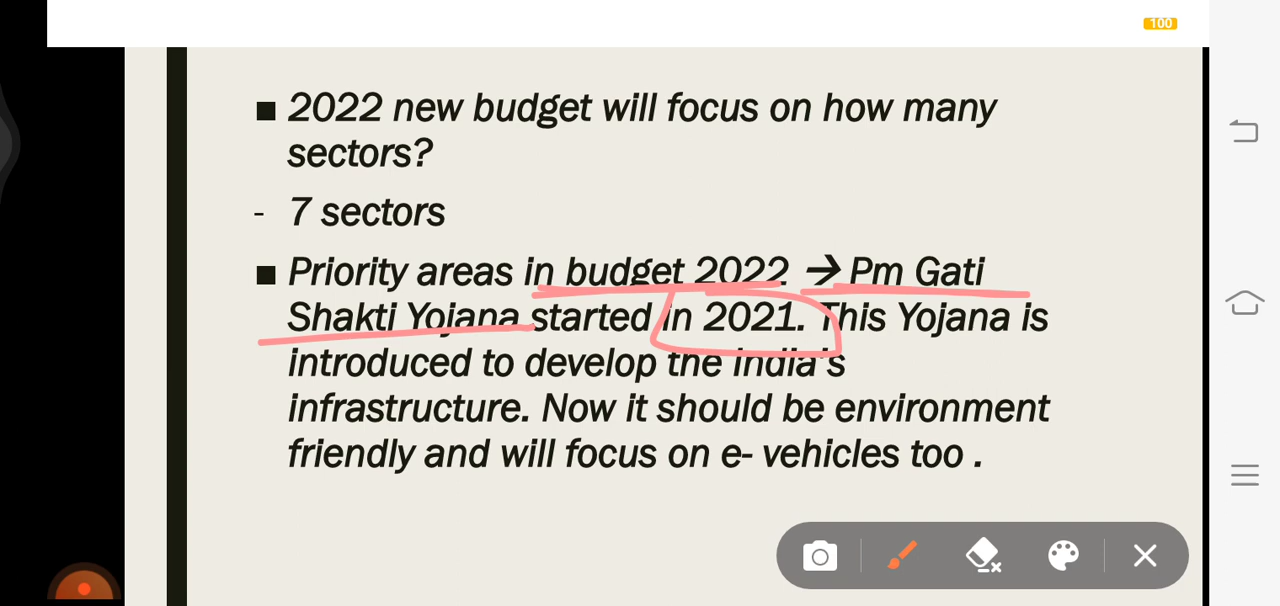 100
■ 2022 new budget will focus on how many
sectors?
- 7 sectors
■ Priority areas in budget 2022 → Pm Gati
Shakti Yojana started in 2021. This Yojana is
introduced to develop the India's
infrastructure. Now it should be environment
friendly and will focus on e- vehicles too .